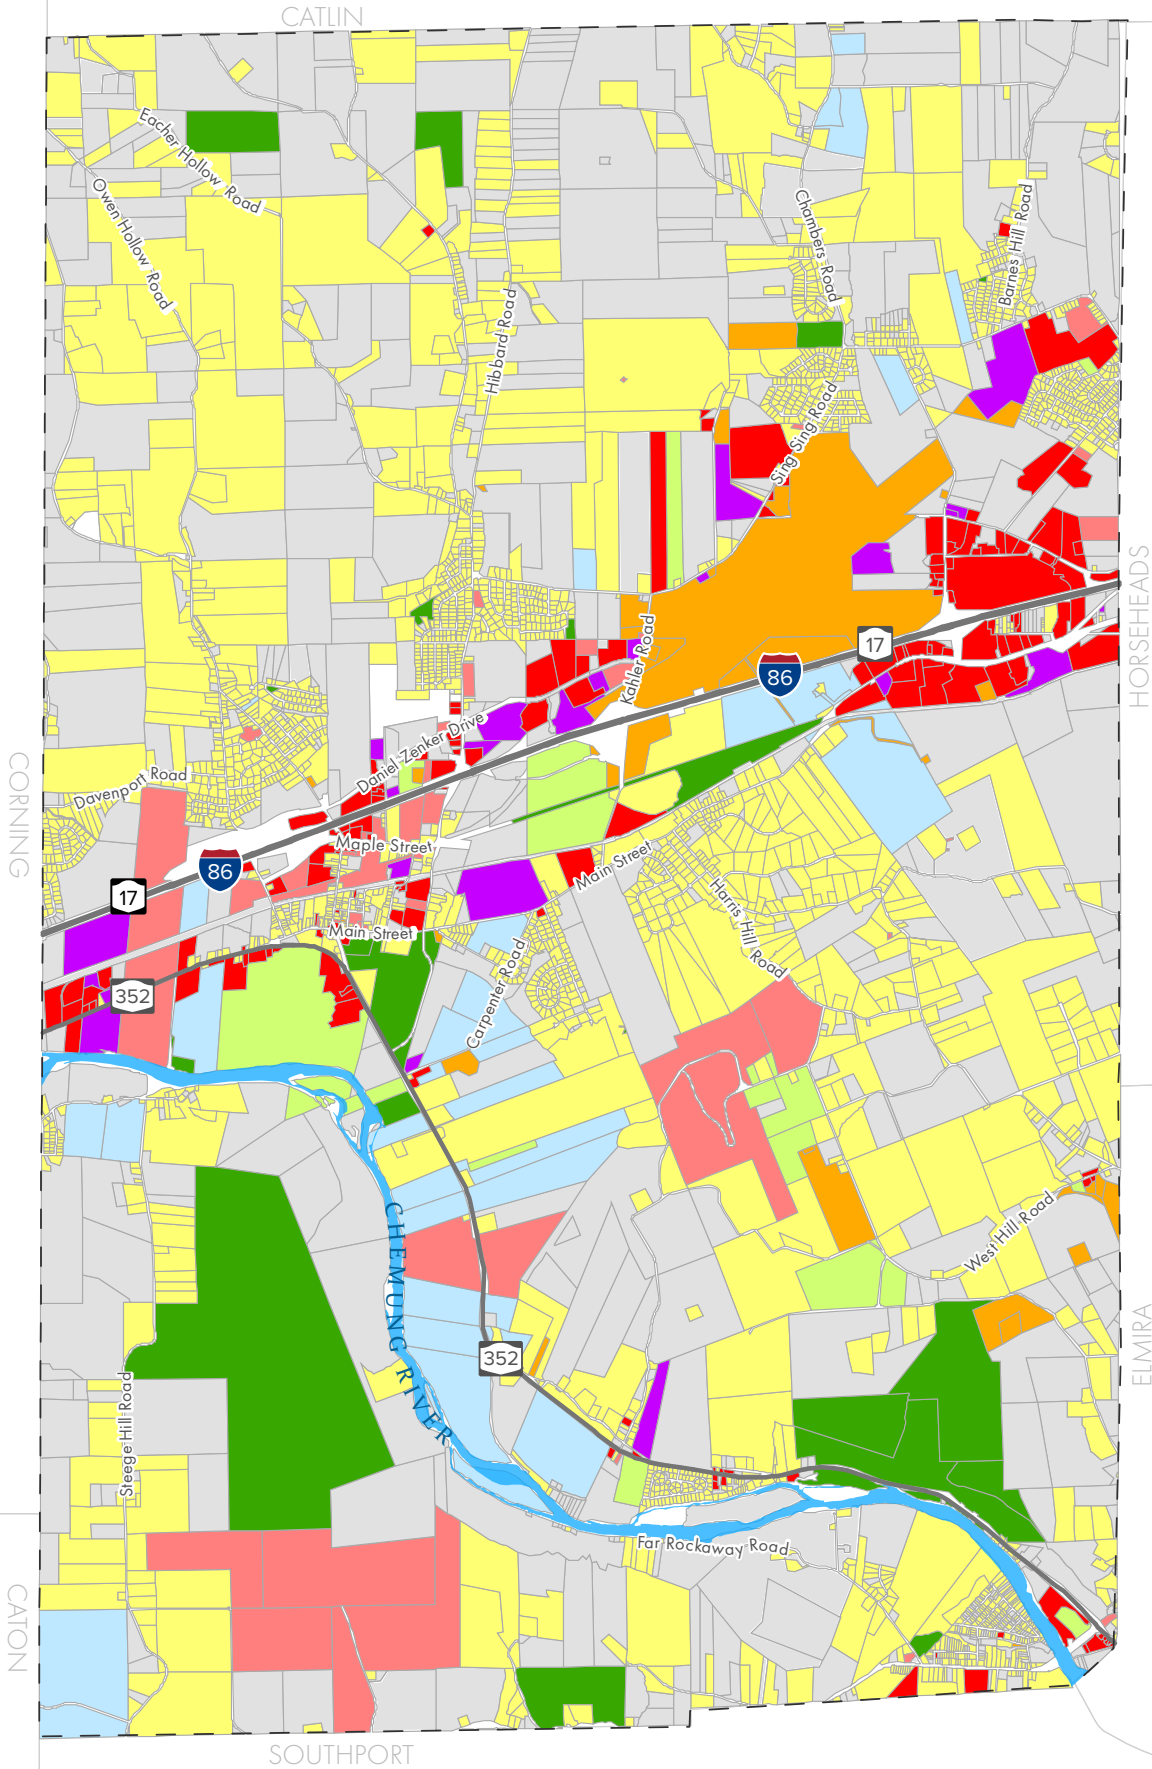 CATLIN
Eacher Hollow Road
Owen Hollow Road
Chambers Road
Barnes Hill Road
Hibbard Road
Sing Sing Road
HORSEHEADS
Kahler Road
17
86
Daniel Zenker Drive
CORNING
Davenport Road
Maple Street
86
Main Street
17
Harris Hill Road
Main Street
352
Carpenter Road
CHEMUNG RIVER
West Hill Road
ELMIRA
352
Steege Hill Road
Far Rockaway Road
CATON
SOUTHPORT